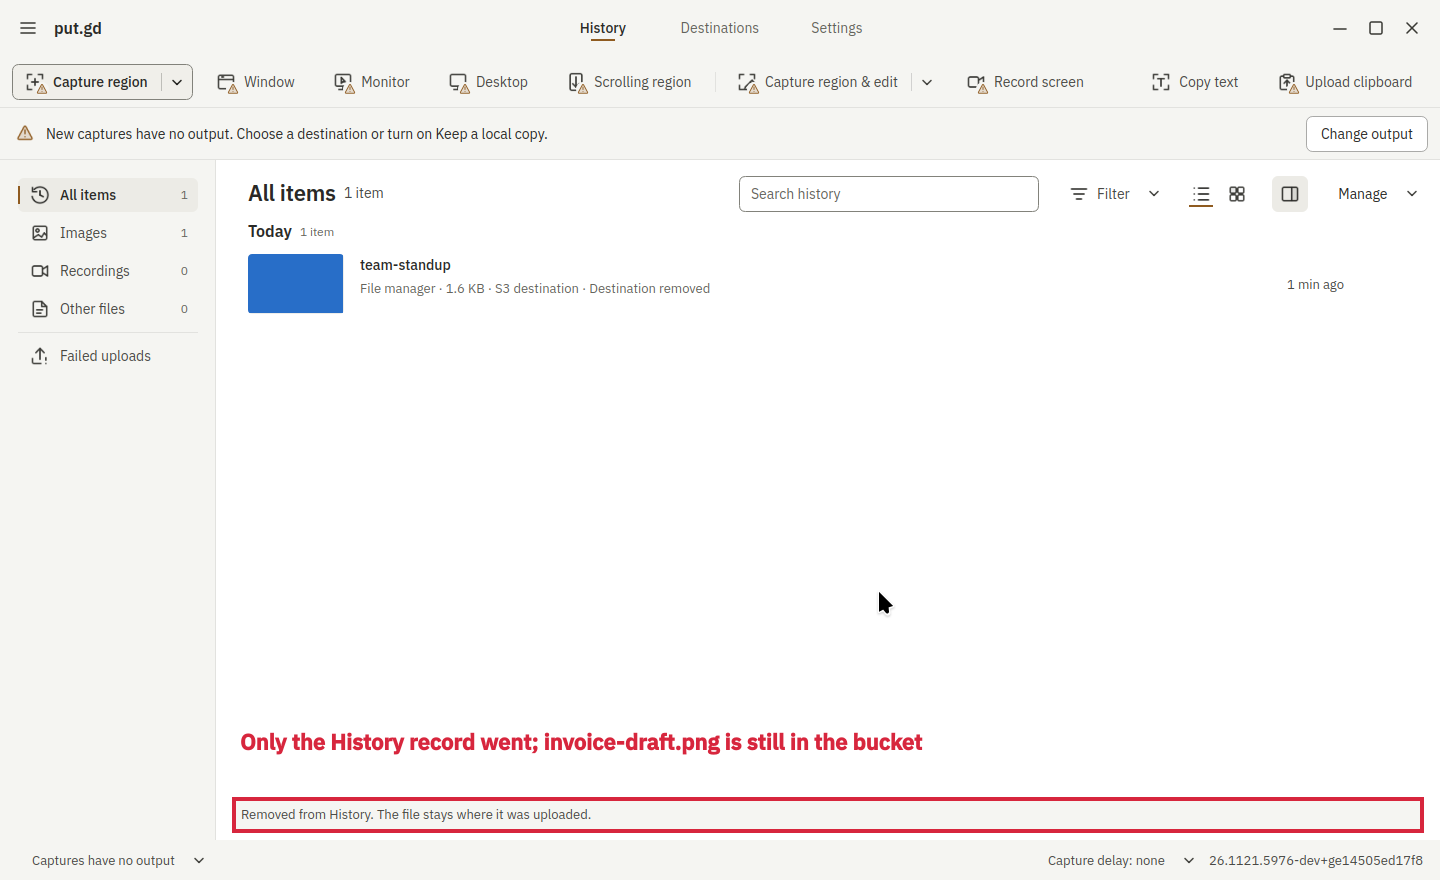 put.gd
History
Destinations
Settings
Capture region
Window
Monitor
Desktop
Scrolling region
Capture region & edit
Record screen
Copy text
Upload clipboard
New captures have no output. Choose a destination or turn on Keep a local copy.
Change output
All items 1
Images 1
Recordings 0
Other files 0
Failed uploads
All items 1 item
Search history
Filter
Manage
Today 1 item
team-standup
File manager · 1.6 KB · S3 destination · Destination removed
1 min ago
Only the History record went; invoice-draft.png is still in the bucket
Removed from History. The file stays where it was uploaded.
Captures have no output
Capture delay: none
26.1121.5976-dev+ge14505ed17f8